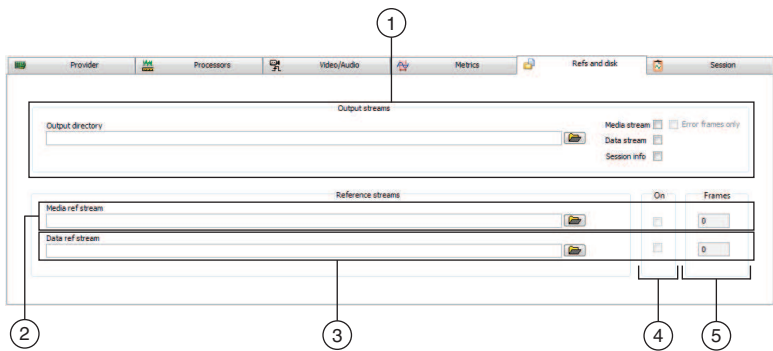 1
Provider
Processors
Video/Audio
Metrics
Refs and disk
Session
Output streams
Output directory
Media stream
Error frames only
Data stream
Session info
Reference streams
On
Frames
Media ref stream
0
Data ref stream
0
2
3
4
5